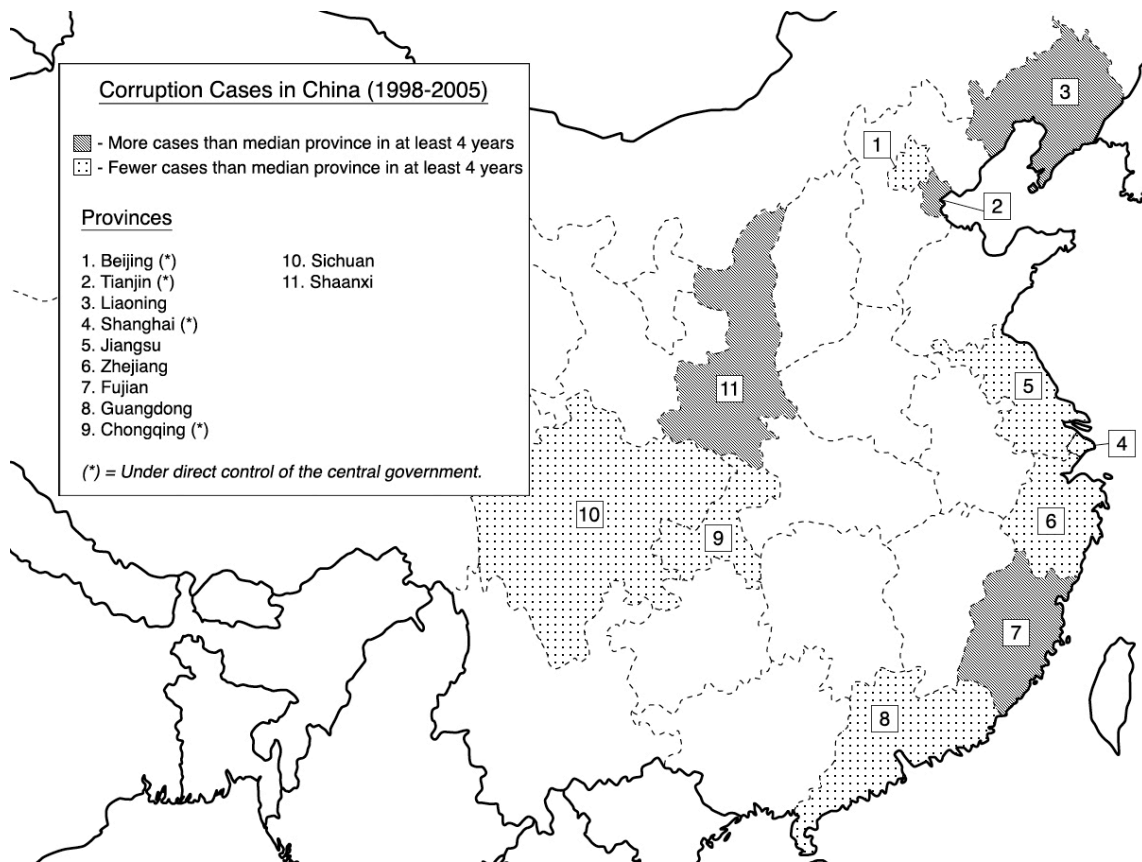 Corruption Cases in China (1998-2005)
- More cases than median province in at least 4 years
- Fewer cases than median province in at least 4 years
Provinces
1. Beijing (*)
2. Tianjin (*)
3. Liaoning
4. Shanghai (*)
5. Jiangsu
6. Zhejiang
7. Fujian
8. Guangdong
9. Chongqing (*)
10. Sichuan
11. Shaanxi
(*) = Under direct control of the central government.
3
1
2
11
5
4
10
9
6
7
8